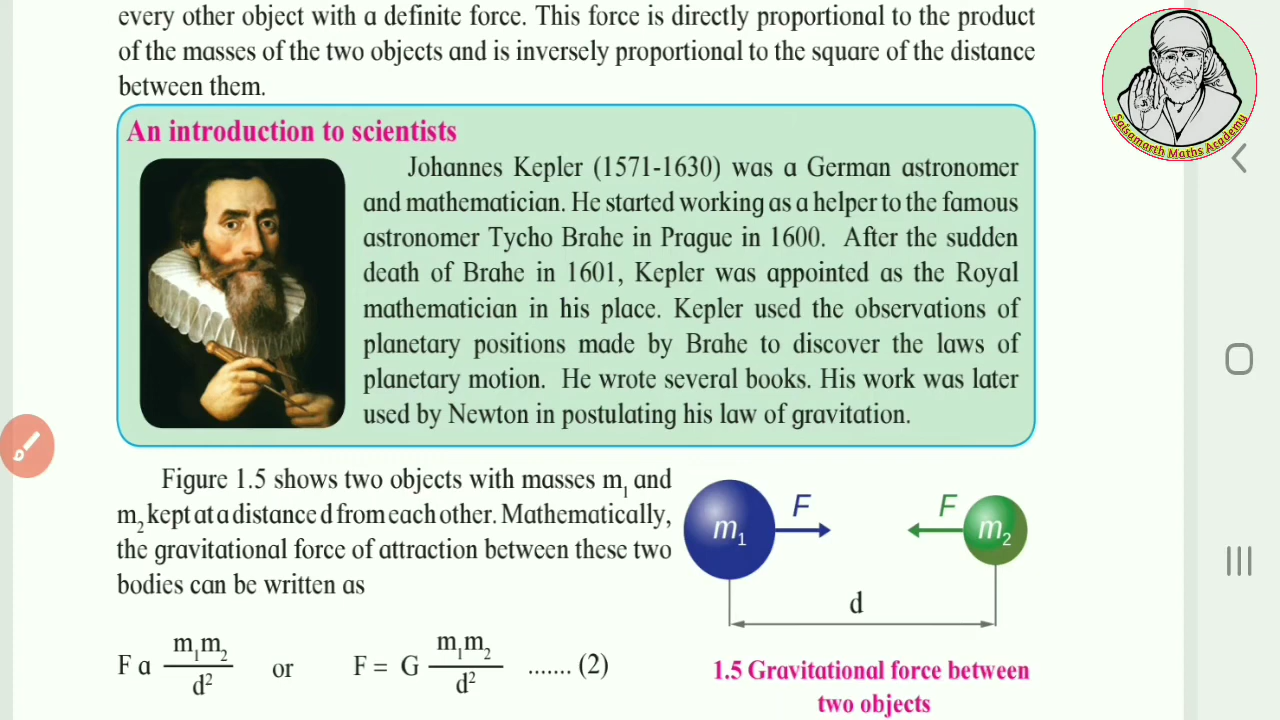 every other object with a definite force. This force is directly proportional to the product
of the masses of the two objects and is inversely proportional to the square of the distance
between them.
An introduction to scientists
Johannes Kepler (1571-1630) was a German astronomer
and mathematician. He started working as a helper to the famous
astronomer Tycho Brahe in Prague in 1600. After the sudden
death of Brahe in 1601, Kepler was appointed as the Royal
mathematician in his place. Kepler used the observations of
planetary positions made by Brahe to discover the laws of
planetary motion. He wrote several books. His work was later
used by Newton in postulating his law of gravitation.
Figure 1.5 shows two objects with masses m₁ and
m₂ kept at a distance d from each other. Mathematically,
the gravitational force of attraction between these two
bodies can be written as
F α m₁m₂/d² or F = G m₁m₂/d² ....... (2)
m₁ F F m₂
d
1.5 Gravitational force between
two objects
Saisamarth Maths Academy